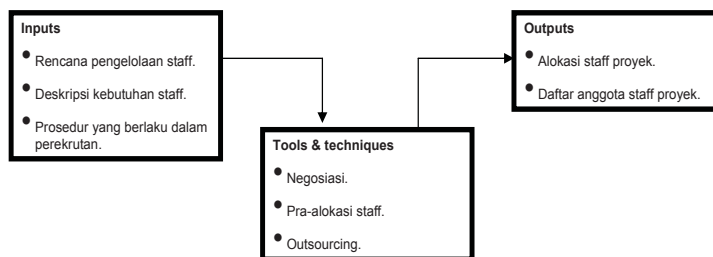 Inputs
• Rencana pengelolaan staff.
• Deskripsi kebutuhan staff.
• Prosedur yang berlaku dalam
perekrutan.
Tools & techniques
• Negosiasi.
• Pra-alokasi staff.
• Outsourcing.
Outputs
• Alokasi staff proyek.
• Daftar anggota staff proyek.